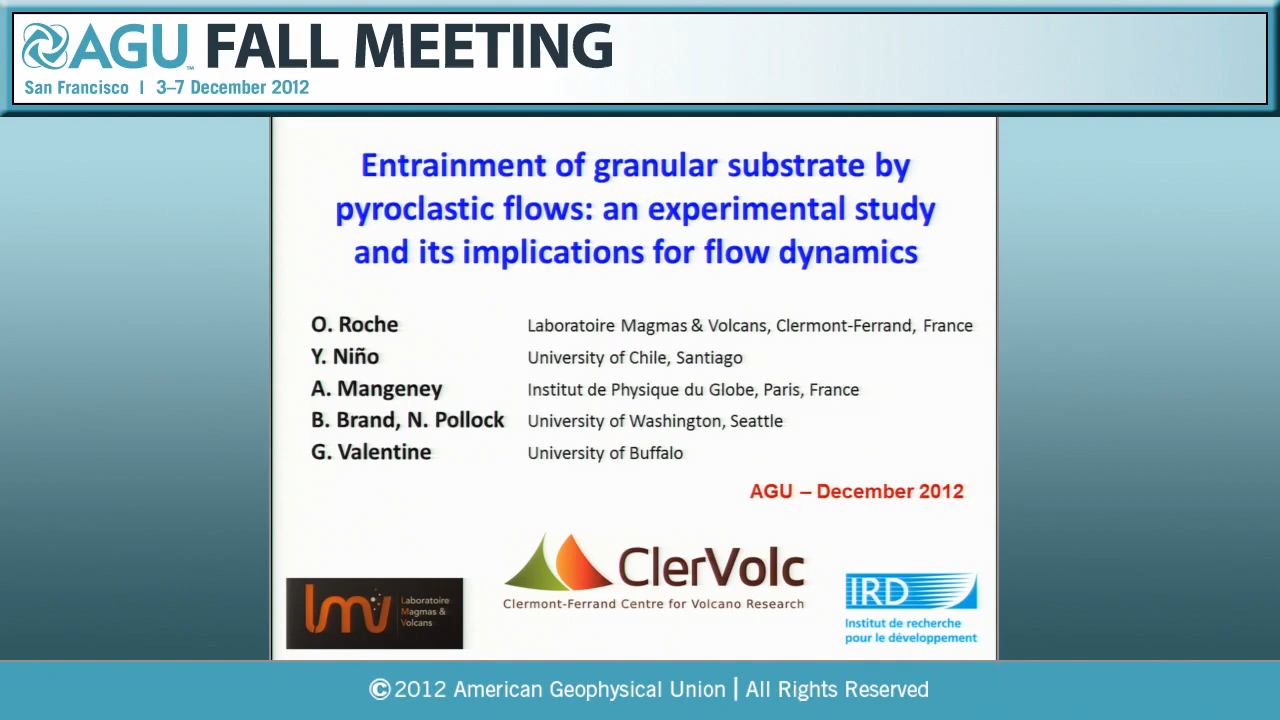 AGU™ FALL MEETING
San Francisco | 3–7 December 2012
Entrainment of granular substrate by
pyroclastic flows: an experimental study
and its implications for flow dynamics
O. Roche Laboratoire Magmas & Volcans, Clermont-Ferrand, France
Y. Niño University of Chile, Santiago
A. Mangeney Institut de Physique du Globe, Paris, France
B. Brand, N. Pollock University of Washington, Seattle
G. Valentine University of Buffalo
AGU – December 2012
lmv Laboratoire
Magmas &
Volcans
ClerVolc
Clermont-Ferrand Centre for Volcano Research
IRD
Institut de recherche
pour le développement
©2012 American Geophysical Union | All Rights Reserved